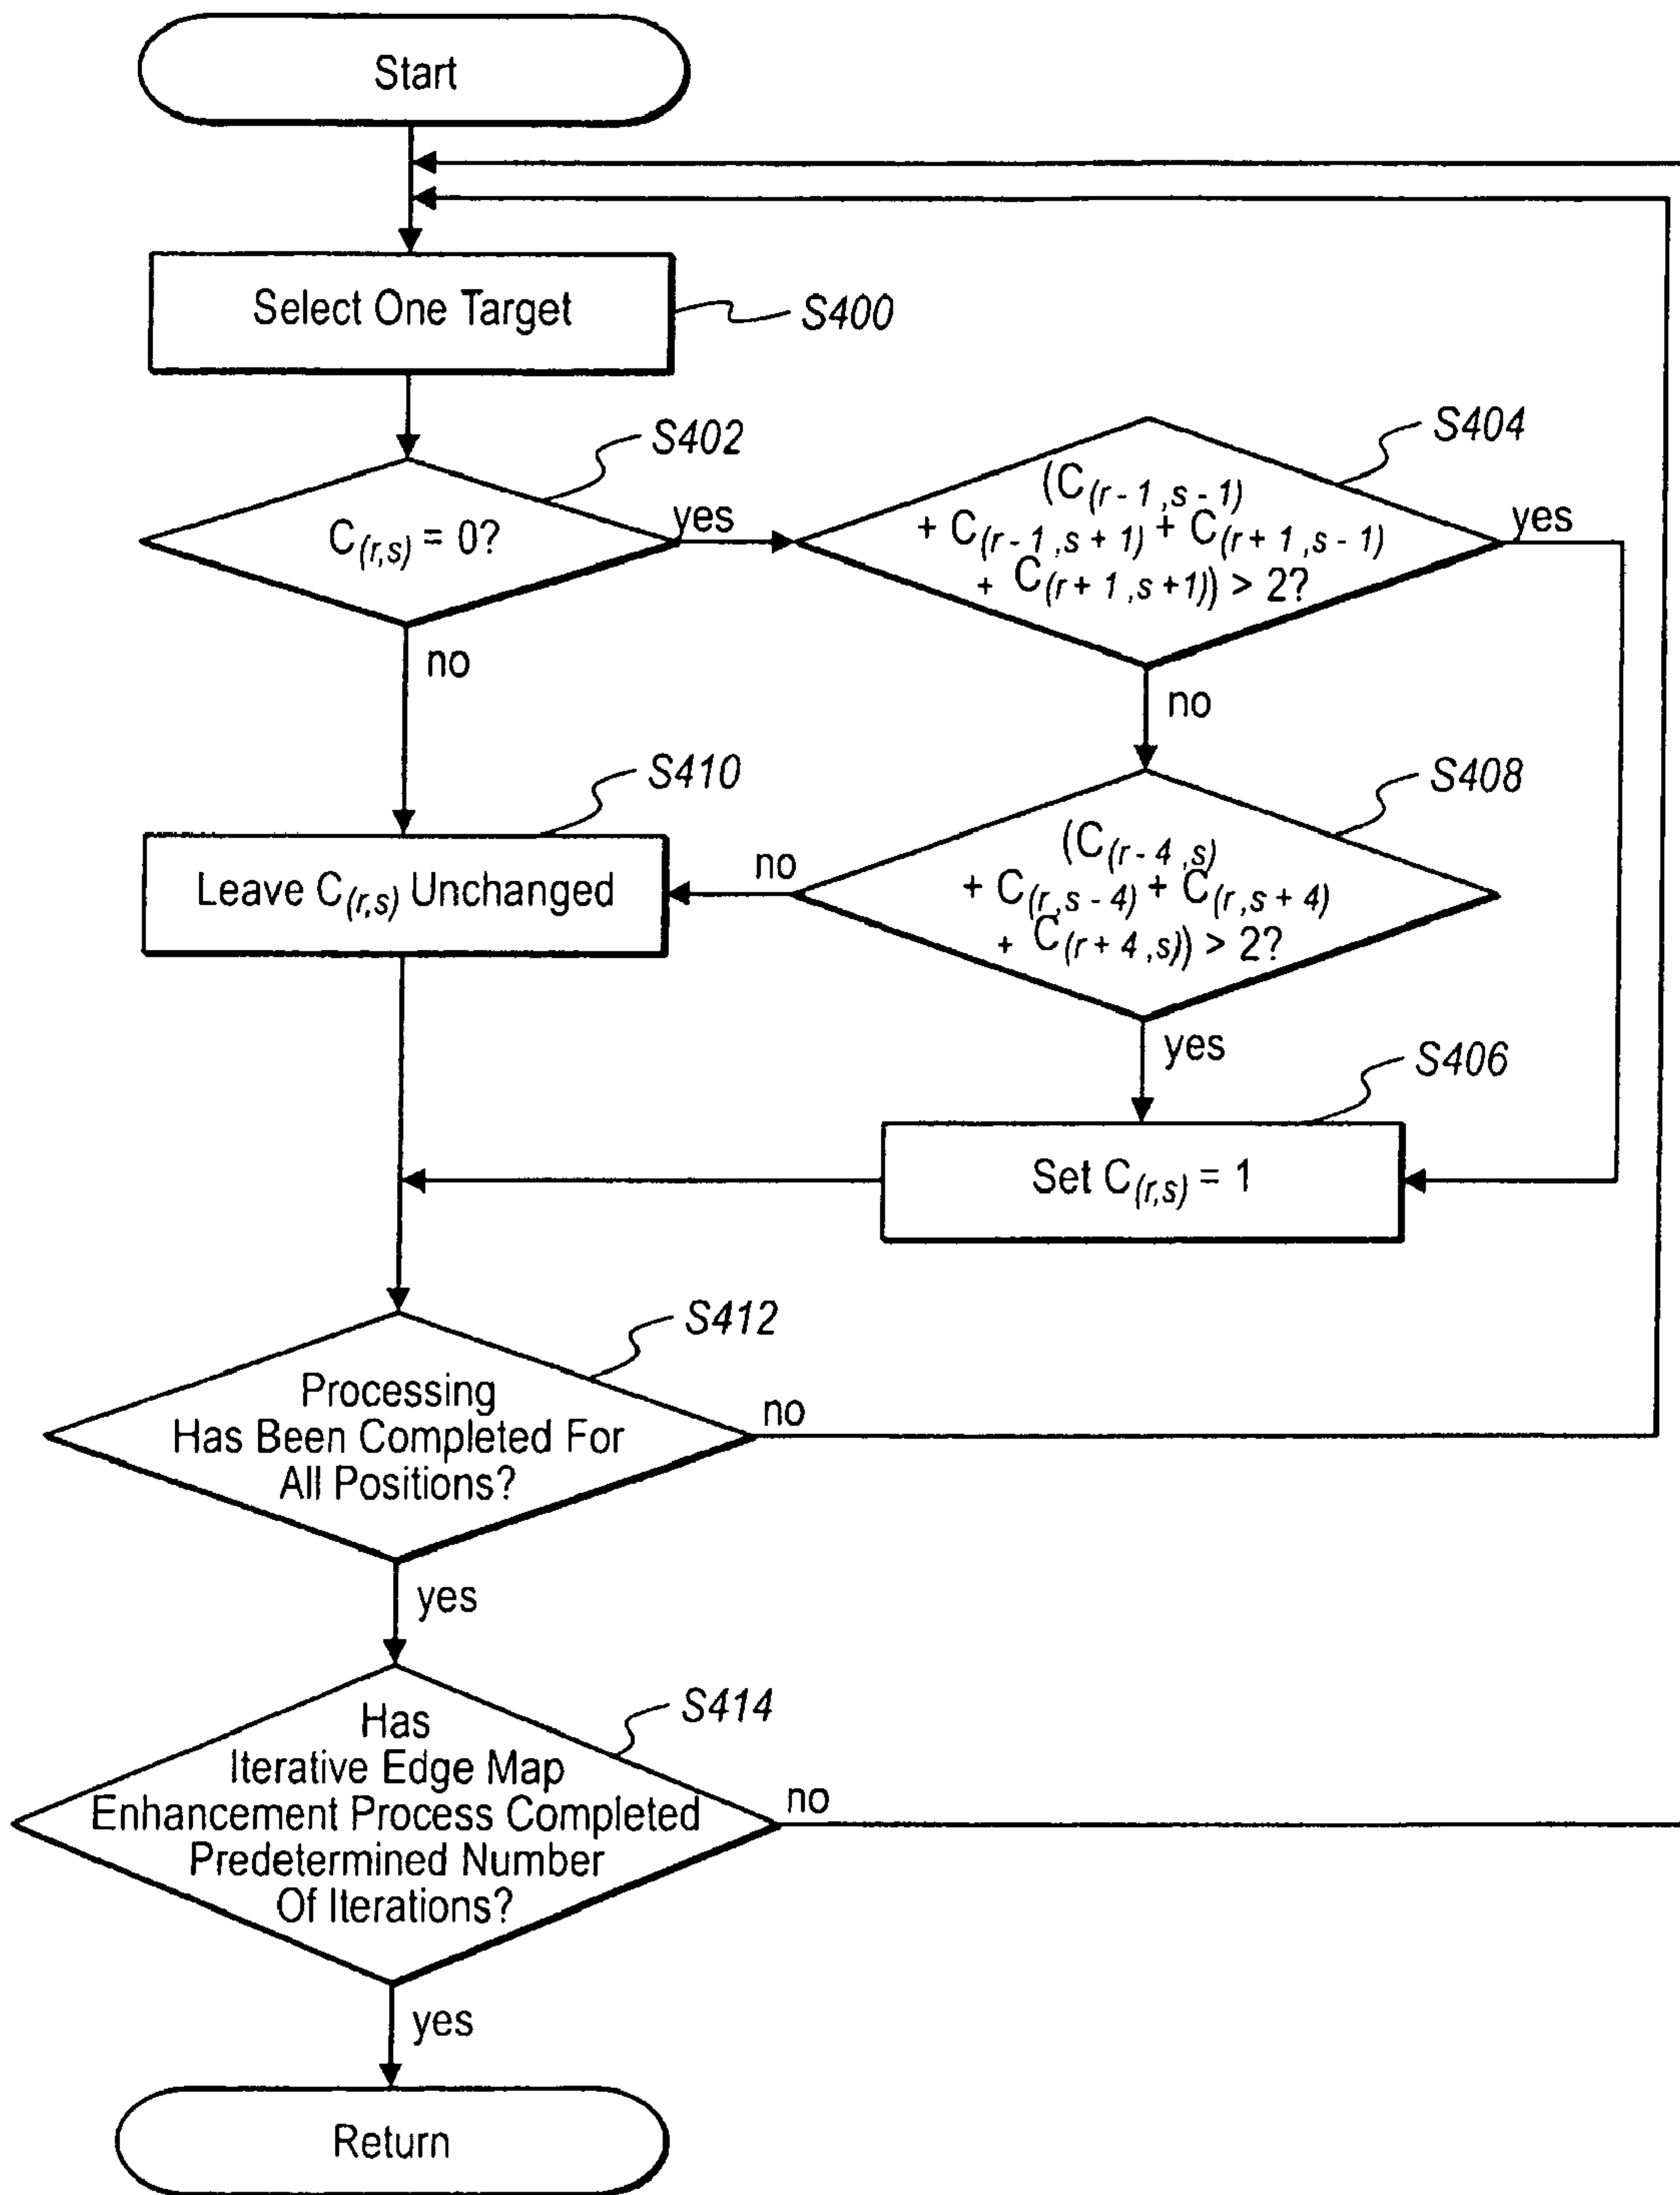 Start
Select One Target
S400
S402
C(r,s) = 0?
yes
S404
(C(r - 1 ,s - 1)
+ C(r - 1 ,s + 1) + C(r + 1 ,s - 1)
+ C(r + 1 ,s +1)) > 2?
yes
no
no
S410
Leave C(r,s) Unchanged
no
S408
(C(r - 4 ,s)
+ C(r ,s - 4) + C(r ,s + 4)
+ C(r + 4 ,s)) > 2?
yes
S406
Set C(r,s) = 1
S412
Processing
Has Been Completed For
All Positions?
no
yes
S414
Has
Iterative Edge Map
Enhancement Process Completed
Predetermined Number
Of Iterations?
no
yes
Return